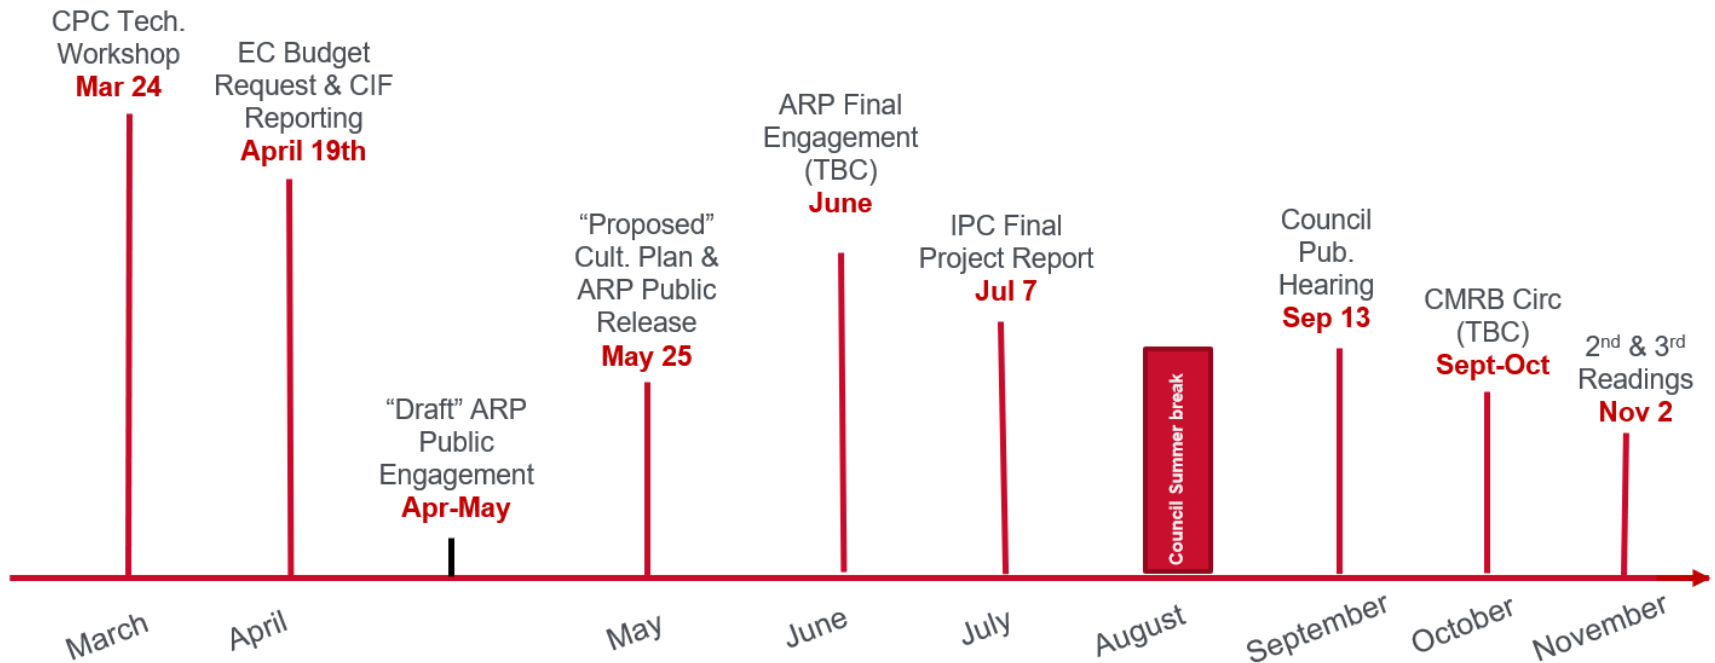 CPC Tech.
Workshop
Mar 24
EC Budget
Request & CIF
Reporting
April 19th
“Draft” ARP
Public
Engagement
Apr-May
“Proposed”
Cult. Plan &
ARP Public
Release
May 25
ARP Final
Engagement
(TBC)
June
IPC Final
Project Report
Jul 7
Council Summer break
Council
Pub.
Hearing
Sep 13
CMRB Circ
(TBC)
Sept-Oct
2nd & 3rd
Readings
Nov 2
March
April
May
June
July
August
September
October
November